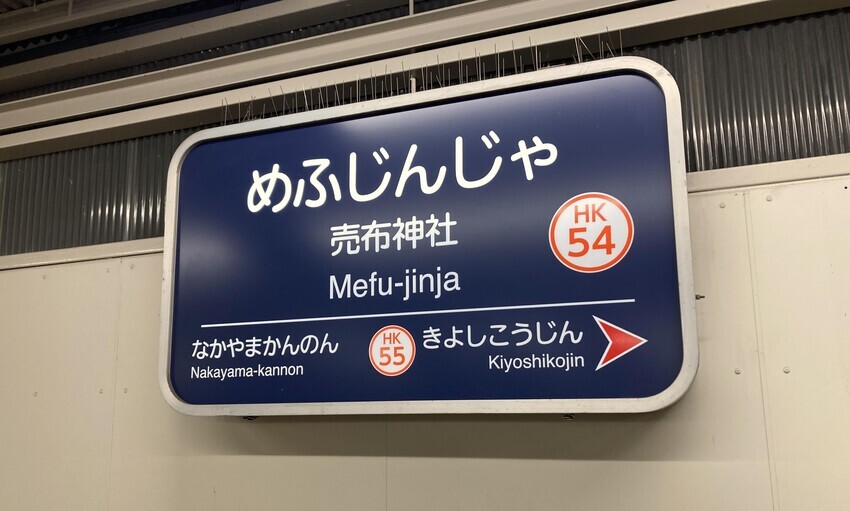 めふじんじゃ
売布神社
Mefu-jinja
HK
54
なかやまかんのん
Nakayama-kannon
HK
55
きよしこうじん
Kiyoshikojin